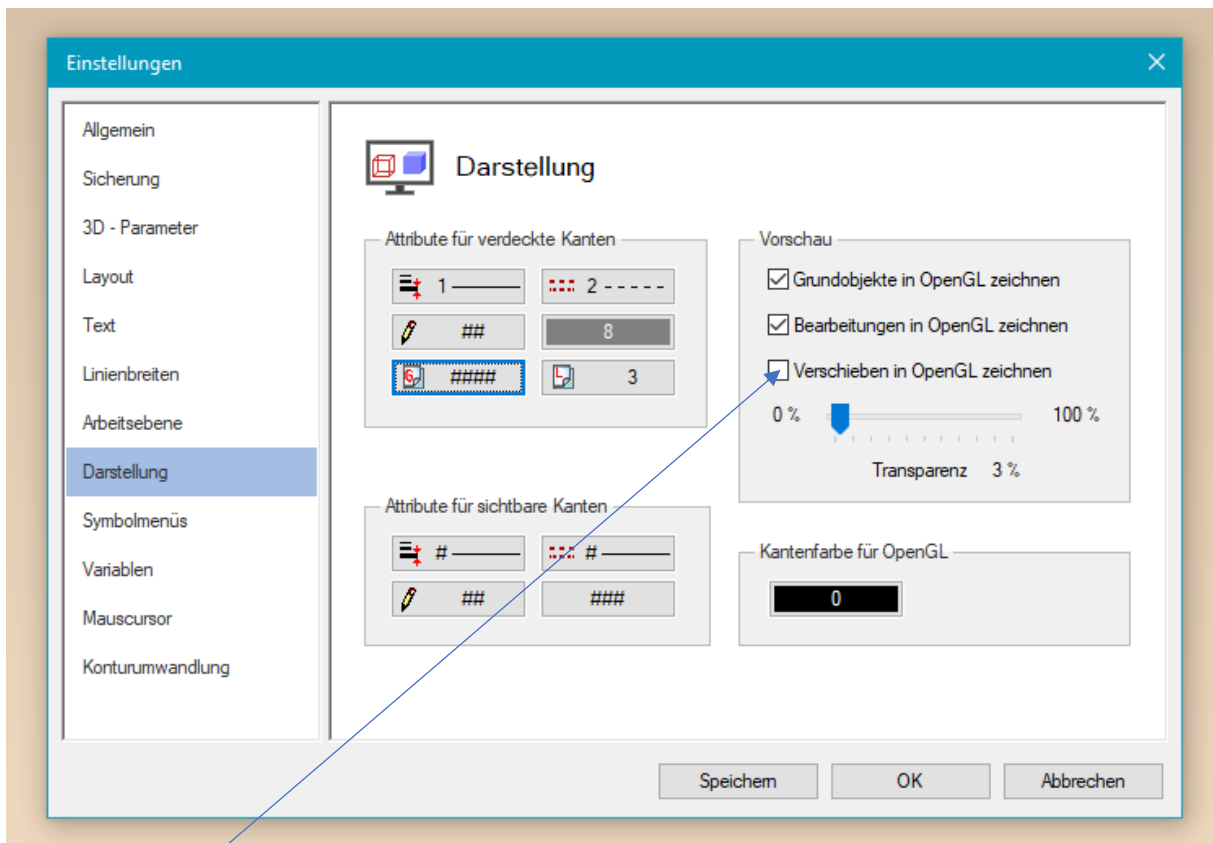 Einstellungen
Allgemein
Sicherung
3D - Parameter
Layout
Text
Linienbreiten
Arbeitsebene
Darstellung
Symbolmenüs
Variablen
Mauscursor
Konturumwandlung
Darstellung
Attribute für verdeckte Kanten
1
2
##
8
G
####
L
3
Attribute für sichtbare Kanten
#
#
##
###
Vorschau
Grundobjekte in OpenGL zeichnen
Bearbeitungen in OpenGL zeichnen
Verschieben in OpenGL zeichnen
0 %
100 %
Transparenz 3 %
Kantenfarbe für OpenGL
0
Speichern
OK
Abbrechen